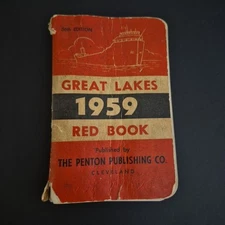 GREAT LAKES
1959
RED BOOK
Published by
THE PENTON PUBLISHING CO.
CLEVELAND